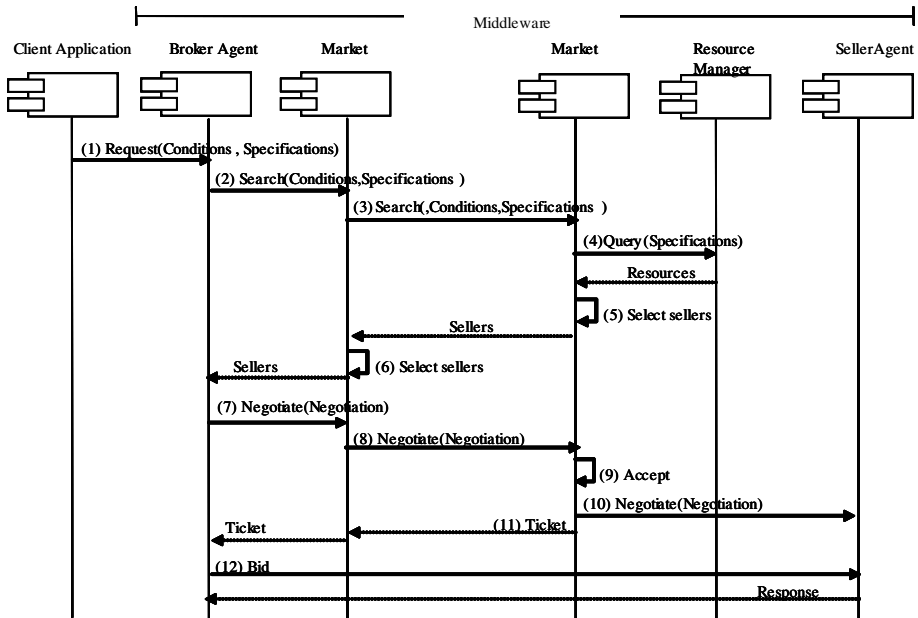 Middleware
Client Application
Broker Agent
Market
Market
Resource
Manager
SellerAgent
(1) Request(Conditions , Specifications)
(2) Search(Conditions,Specifications )
(3) Search(,Conditions,Specifications )
(4)Query(Specifications)
Resources
(5) Select sellers
Sellers
(6) Select sellers
Sellers
(7) Negotiate(Negotiation)
(8) Negotiate(Negotiation)
(9) Accept
(10) Negotiate(Negotiation)
(11) Ticket
Ticket
(12) Bid
Response